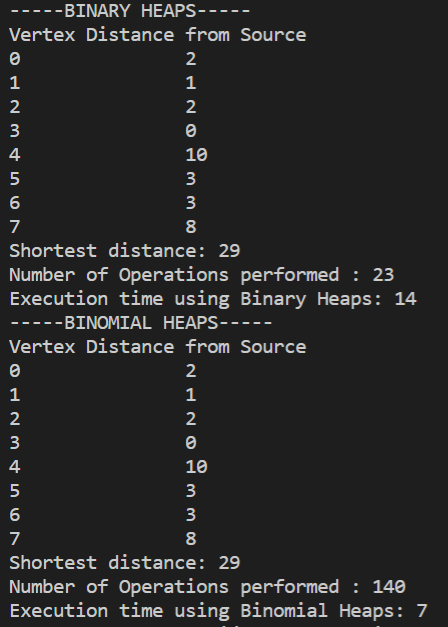 -----BINARY HEAPS-----
Vertex Distance from Source
0 2
1 1
2 2
3 0
4 10
5 3
6 3
7 8
Shortest distance: 29
Number of Operations performed : 23
Execution time using Binary Heaps: 14
-----BINOMIAL HEAPS-----
Vertex Distance from Source
0 2
1 1
2 2
3 0
4 10
5 3
6 3
7 8
Shortest distance: 29
Number of Operations performed : 140
Execution time using Binomial Heaps: 7